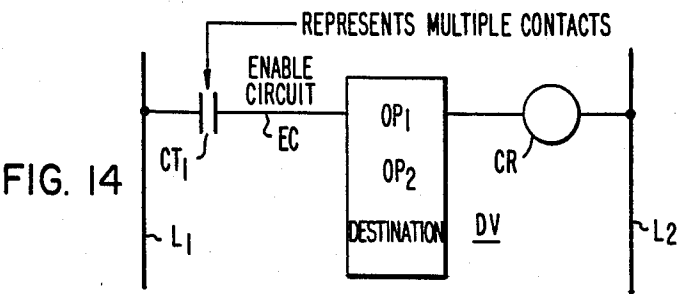 REPRESENTS MULTIPLE CONTACTS
ENABLE
CIRCUIT
EC
CT1
OP1
OP2
DESTINATION
DV
CR
FIG. 14
L1
L2